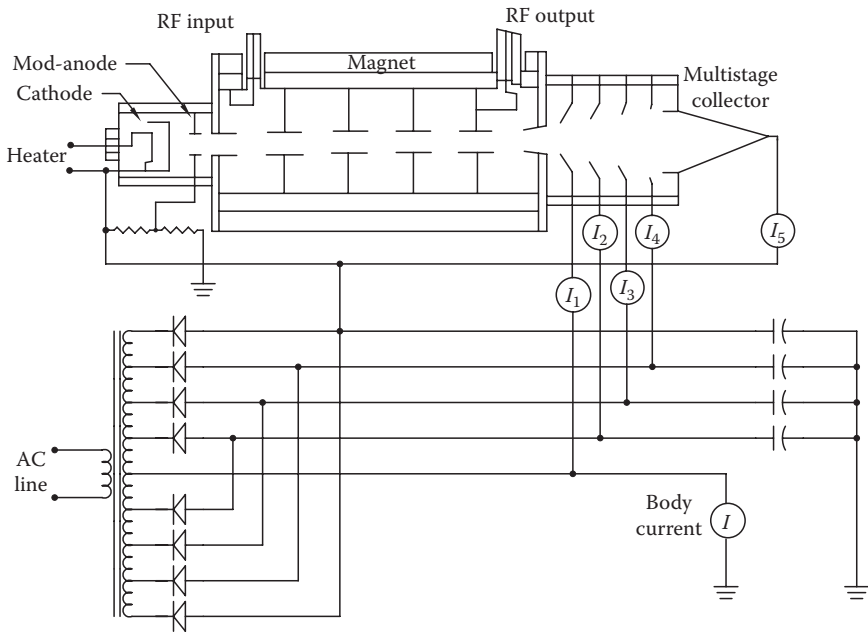 RF input
RF output
Mod-anode
Magnet
Multistage
collector
Cathode
Heater
I2
I4
I5
I1
I3
AC
line
Body
current
I